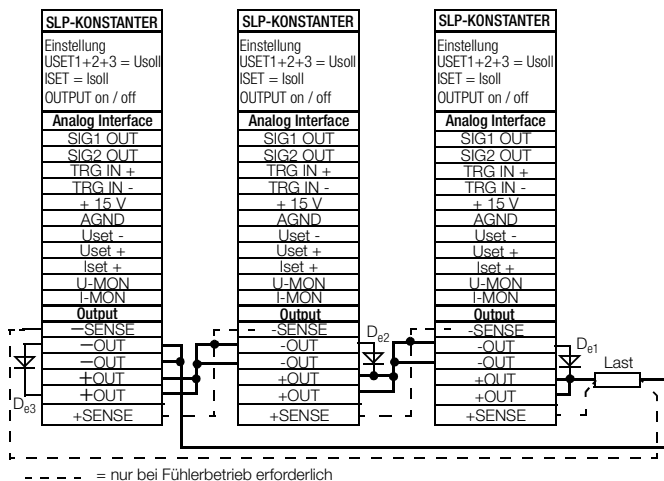 SLP-KONSTANTER
Einstellung
USET1+2+3 = Usoll
ISET = Isoll
OUTPUT on / off
Analog Interface
SIG1 OUT
SIG2 OUT
TRG IN +
TRG IN -
+ 15 V
AGND
Uset -
Uset +
Iset +
U-MON
I-MON
Output
–SENSE
–OUT
–OUT
+OUT
+OUT
+SENSE
De3
SLP-KONSTANTER
Einstellung
USET1+2+3 = Usoll
ISET = Isoll
OUTPUT on / off
Analog Interface
SIG1 OUT
SIG2 OUT
TRG IN +
TRG IN -
+ 15 V
AGND
Uset -
Uset +
Iset +
U-MON
I-MON
Output
-SENSE
-OUT
-OUT
+OUT
+OUT
+SENSE
De2
SLP-KONSTANTER
Einstellung
USET1+2+3 = Usoll
ISET = Isoll
OUTPUT on / off
Analog Interface
SIG1 OUT
SIG2 OUT
TRG IN +
TRG IN -
+ 15 V
AGND
Uset -
Uset +
Iset +
U-MON
I-MON
Output
-SENSE
-OUT
-OUT
+OUT
+OUT
+SENSE
De1
Last
= nur bei Fühlerbetrieb erforderlich